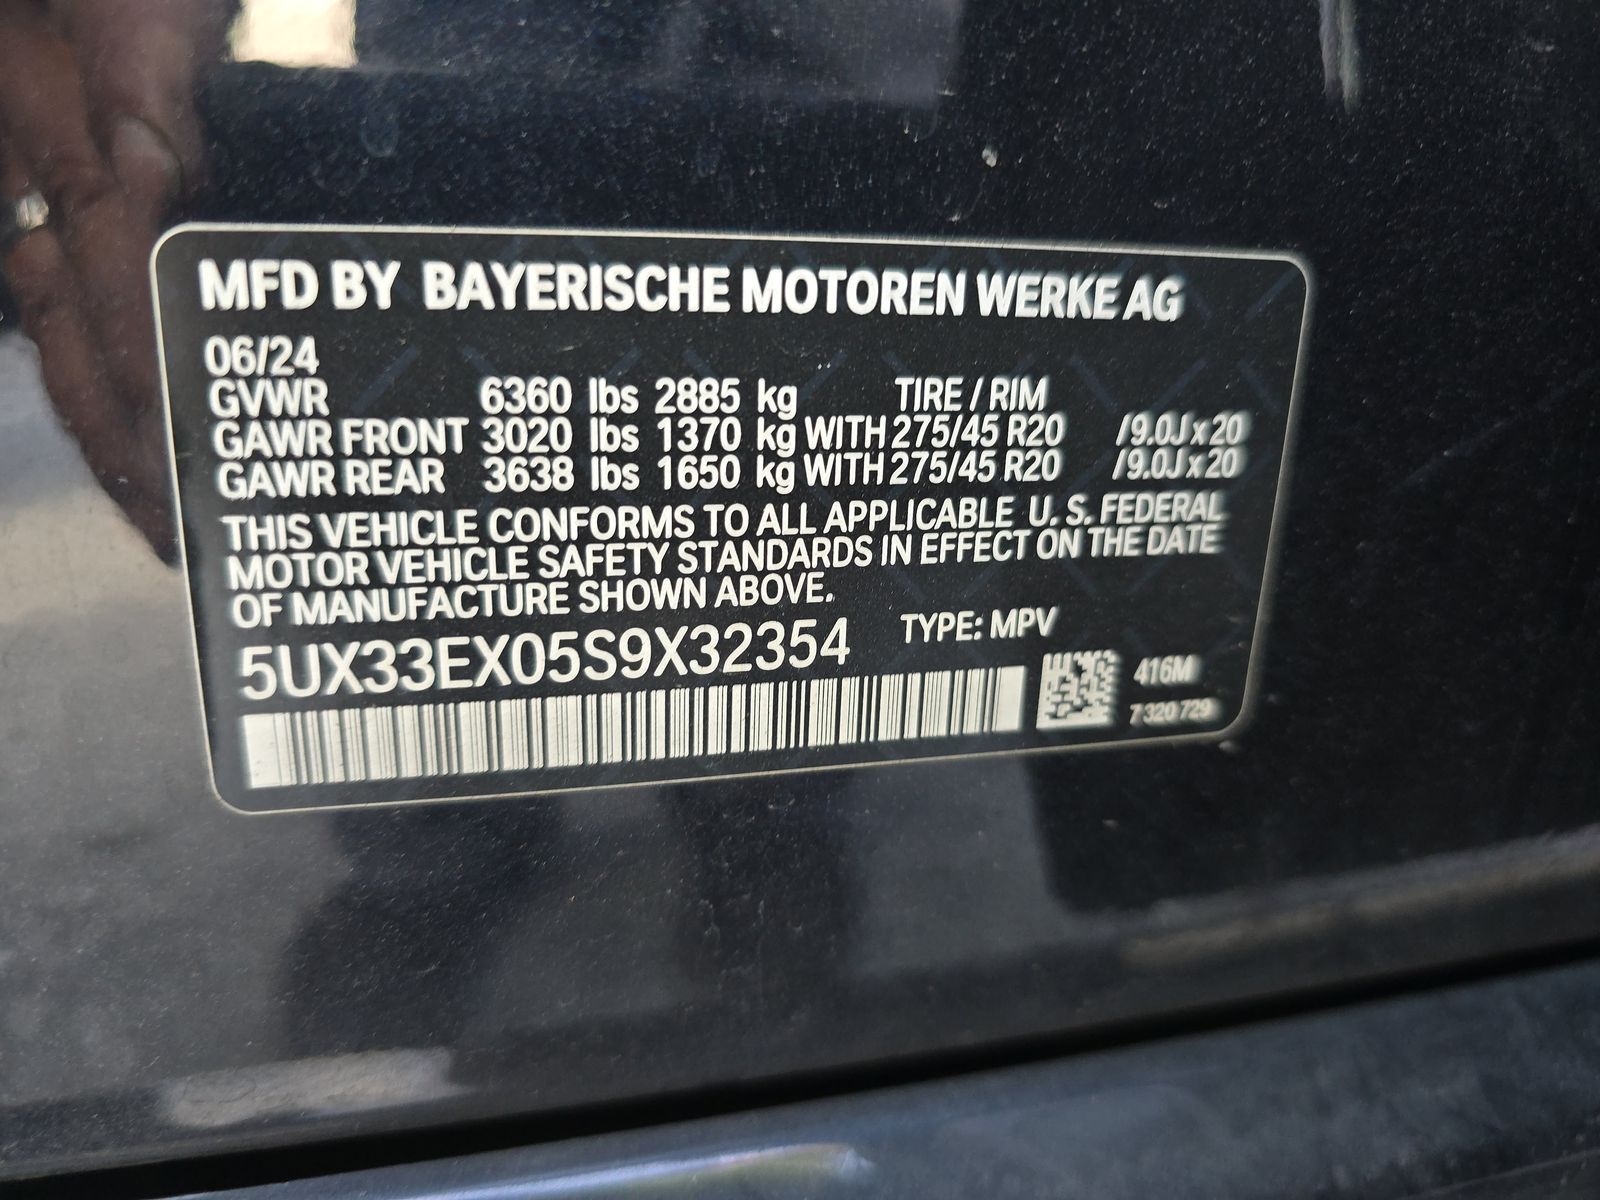 MFD BY BAYERISCHE MOTOREN WERKE AG
06/24
GVWR 6360 lbs 2885 kg TIRE / RIM
GAWR FRONT 3020 lbs 1370 kg WITH 275/45 R20 /9.0J x 20
GAWR REAR 3638 lbs 1650 kg WITH 275/45 R20 /9.0J x 20
THIS VEHICLE CONFORMS TO ALL APPLICABLE U. S. FEDERAL
MOTOR VEHICLE SAFETY STANDARDS IN EFFECT ON THE DATE
OF MANUFACTURE SHOWN ABOVE.
5UX33EX05S9X32354 TYPE: MPV
416M
7 320 729